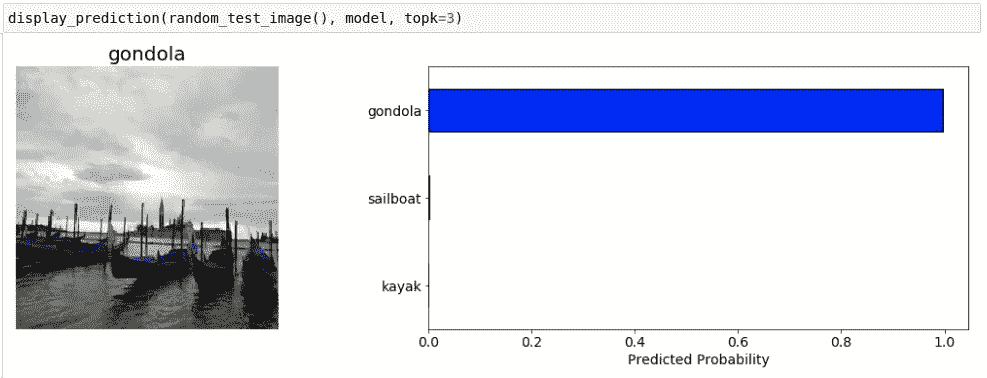 display_prediction(random_test_image(), model, topk=3)
gondola
gondola
sailboat
kayak
0.0 0.2 0.4 0.6 0.8 1.0
Predicted Probability